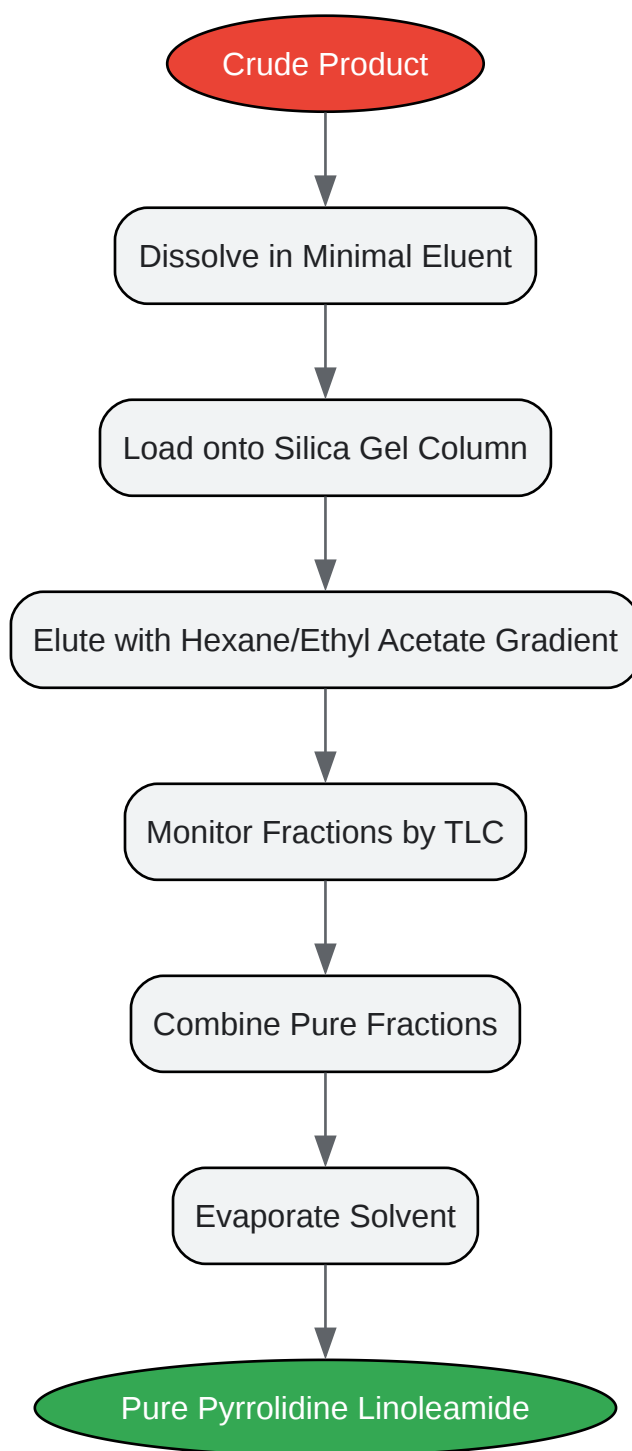 Crude Product
Dissolve in Minimal Eluent
Load onto Silica Gel Column
Elute with Hexane/Ethyl Acetate Gradient
Monitor Fractions by TLC
Combine Pure Fractions
Evaporate Solvent
Pure Pyrrolidine Linoleamide